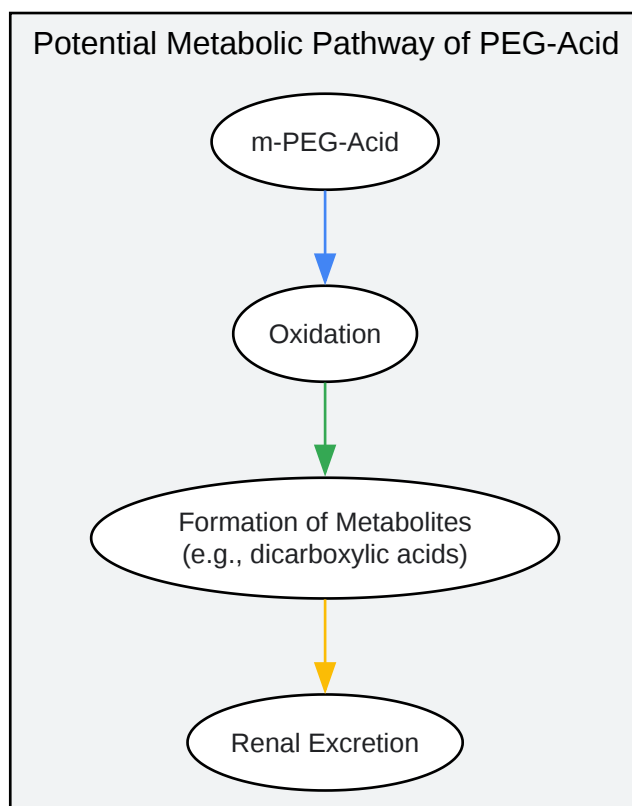 Potential Metabolic Pathway of PEG-Acid
m-PEG-Acid
Oxidation
Formation of Metabolites
(e.g., dicarboxylic acids)
Renal Excretion